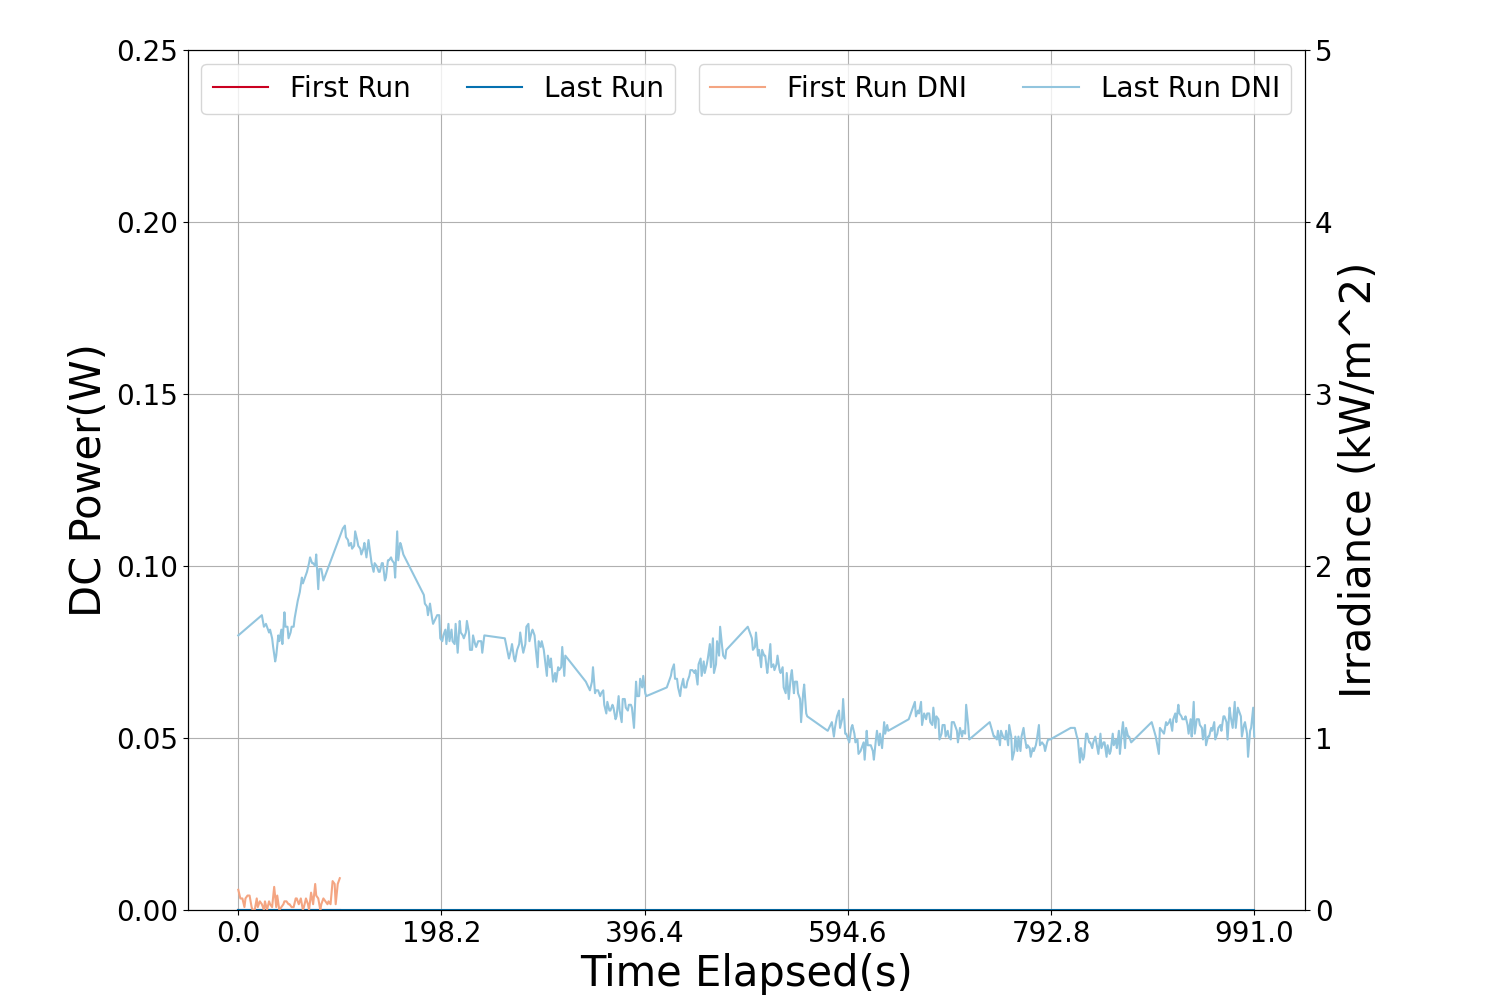 First Run
Last Run
First Run DNI
Last Run DNI
DC Power(W)
0.25
0.20
0.15
0.10
0.05
0.00
0.0
198.2
396.4
594.6
792.8
991.0
Time Elapsed(s)
5
4
3
2
1
0
Irradiance (kW/m^2)